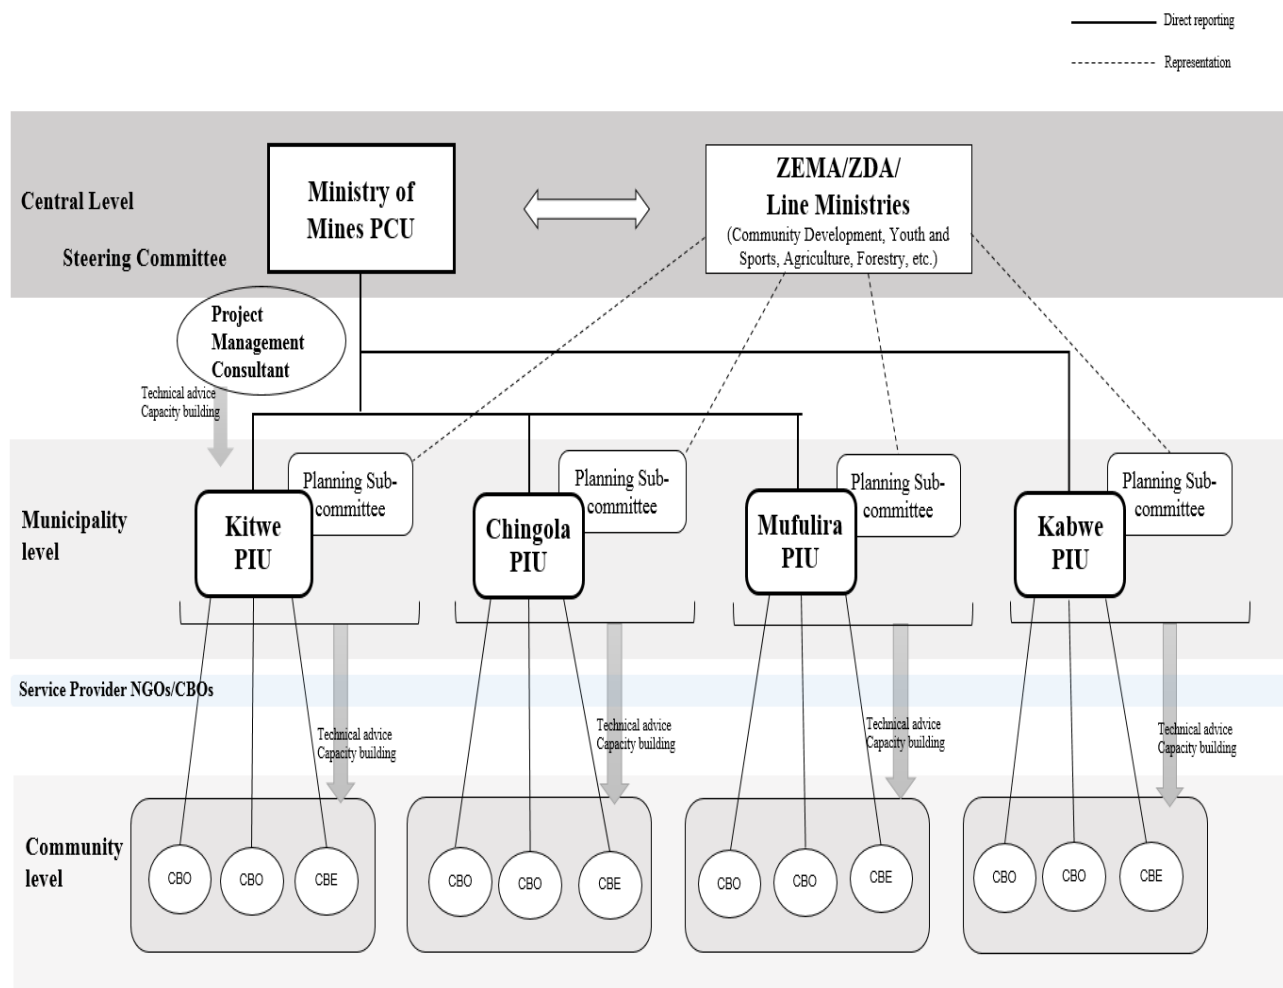 Direct reporting
Representation
Ministry of
Mines PCU
ZEMA/ZDA/
Line Ministries
(Community Development, Youth and
Sports, Agriculture, Forestry, etc.)
Central Level
Steering Committee
Project
Management
Consultant
Technical advice
Capacity building
Municipality
level
Kitwe
PIU
Planning Sub-
committee
Chingola
PIU
Planning Sub-
committee
Mufulira
PIU
Planning Sub-
committee
Kabwe
PIU
Planning Sub-
committee
Service Provider NGOs/CBOs
Technical advice
Capacity building
Technical advice
Capacity building
Technical advice
Capacity building
Technical advice
Capacity building
Community
level
CBO
CBO
CBE
CBO
CBO
CBE
CBO
CBO
CBE
CBO
CBO
CBE